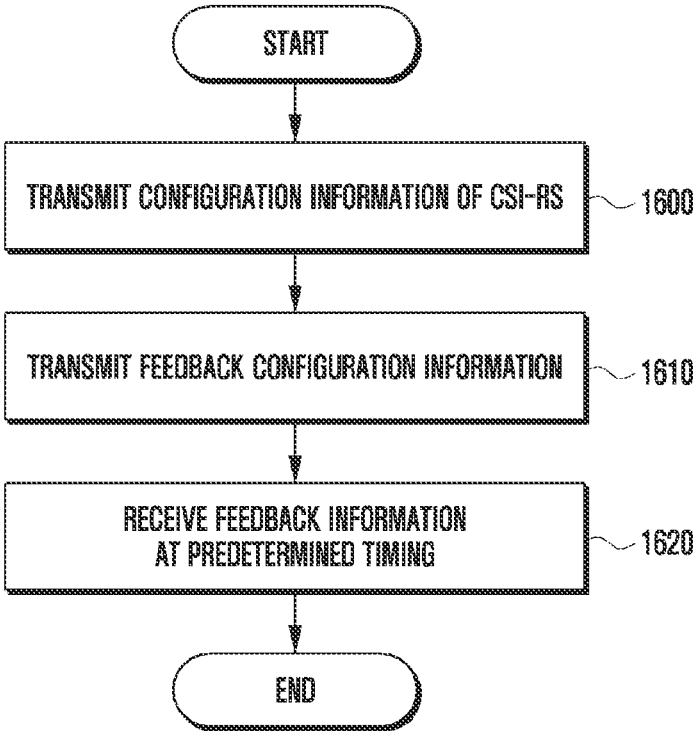 START
TRANSMIT CONFIGURATION INFORMATION OF CSI-RS
1600
TRANSMIT FEEDBACK CONFIGURATION INFORMATION
1610
RECEIVE FEEDBACK INFORMATION
AT PREDETERMINED TIMING
1620
END